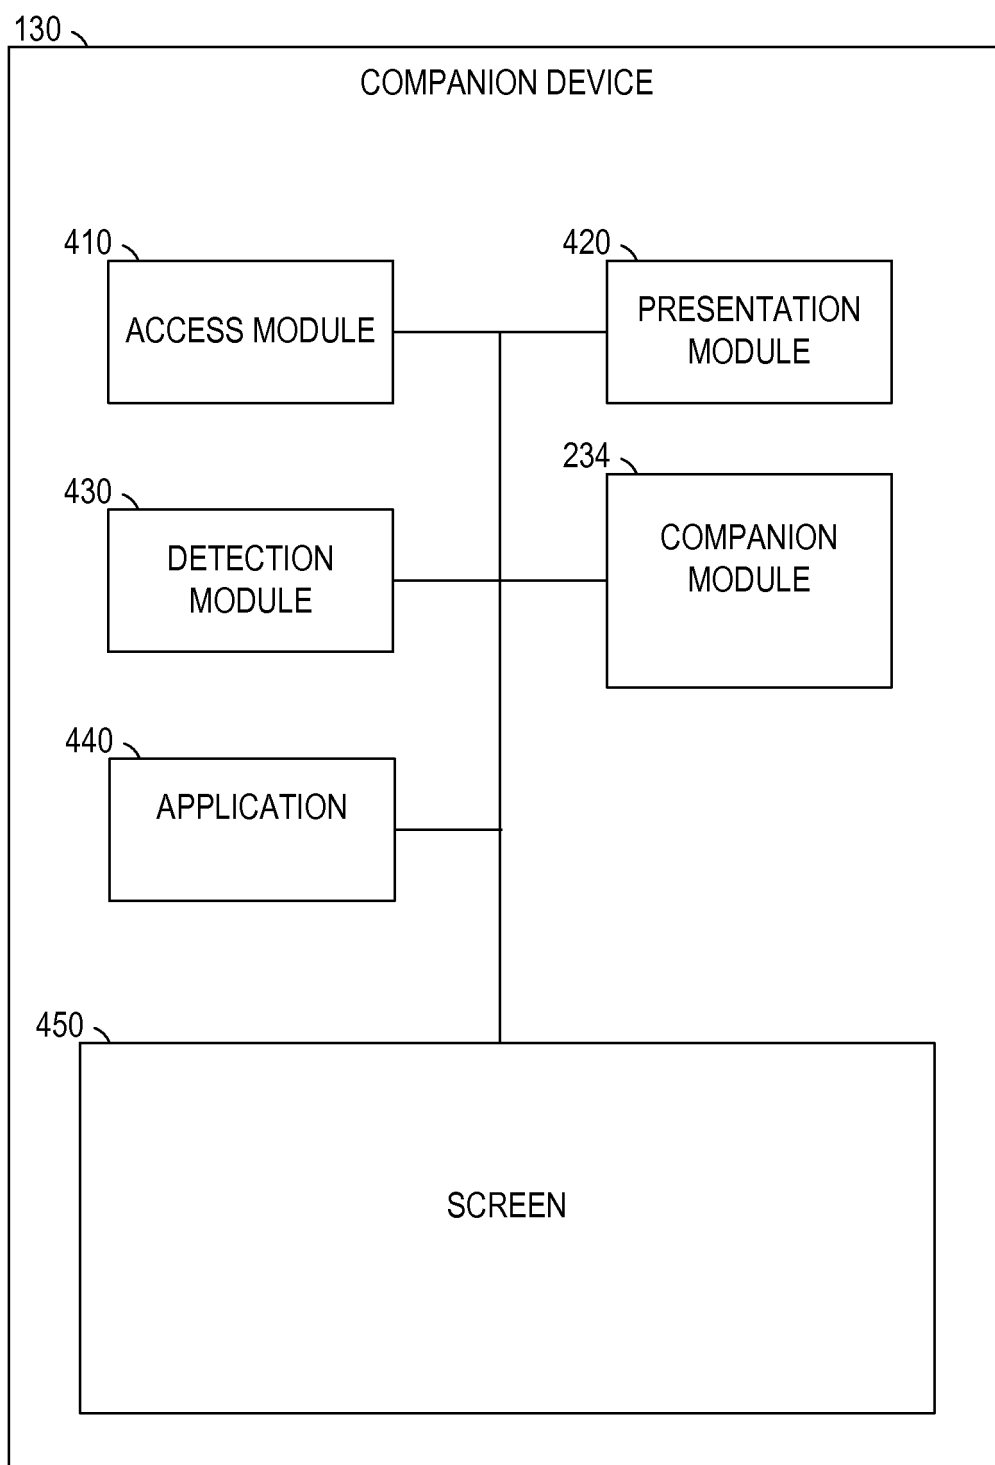 130
COMPANION DEVICE
410
ACCESS MODULE
420
PRESENTATION
MODULE
430
DETECTION
MODULE
234
COMPANION
MODULE
440
APPLICATION
450
SCREEN